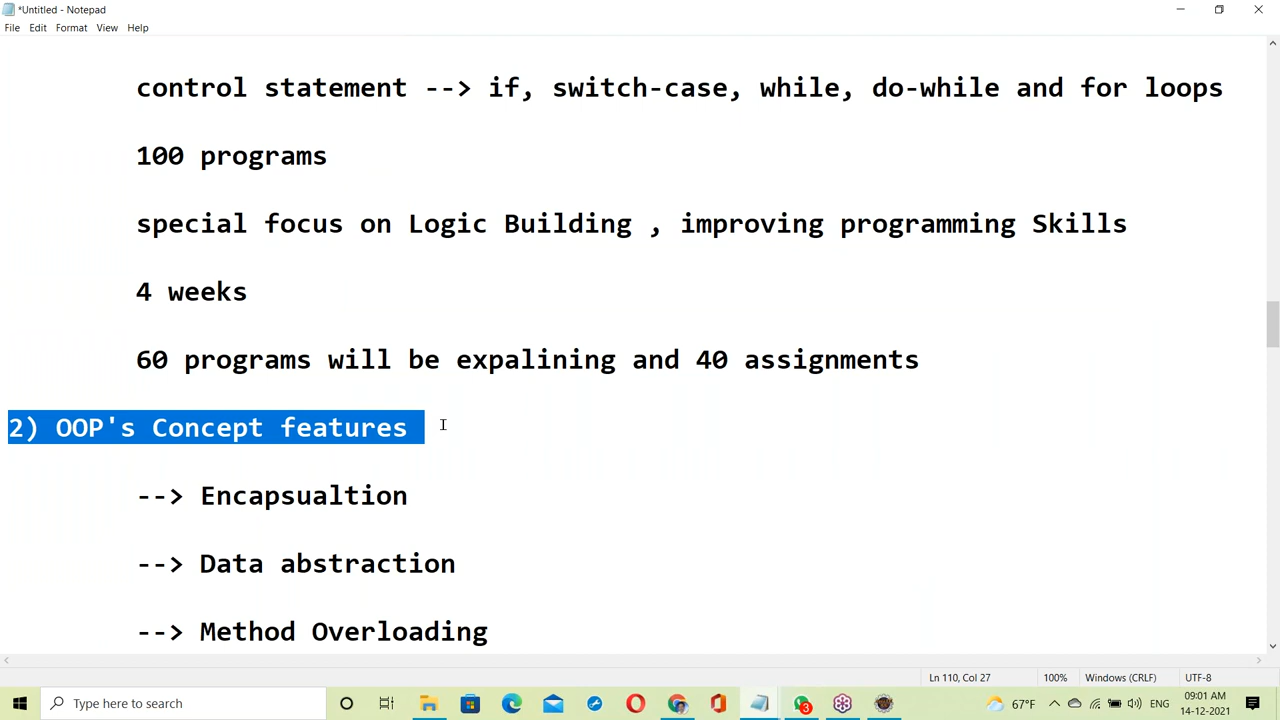 *Untitled - Notepad
File Edit Format View Help
control statement --> if, switch-case, while, do-while and for loops
100 programs
special focus on Logic Building , improving programming Skills
4 weeks
60 programs will be expalining and 40 assignments
2) OOP's Concept features
--> Encapsualtion
--> Data abstraction
--> Method Overloading
Ln 110, Col 27 100% Windows (CRLF) UTF-8
Type here to search 3 67°F ENG 09:01 AM
14-12-2021